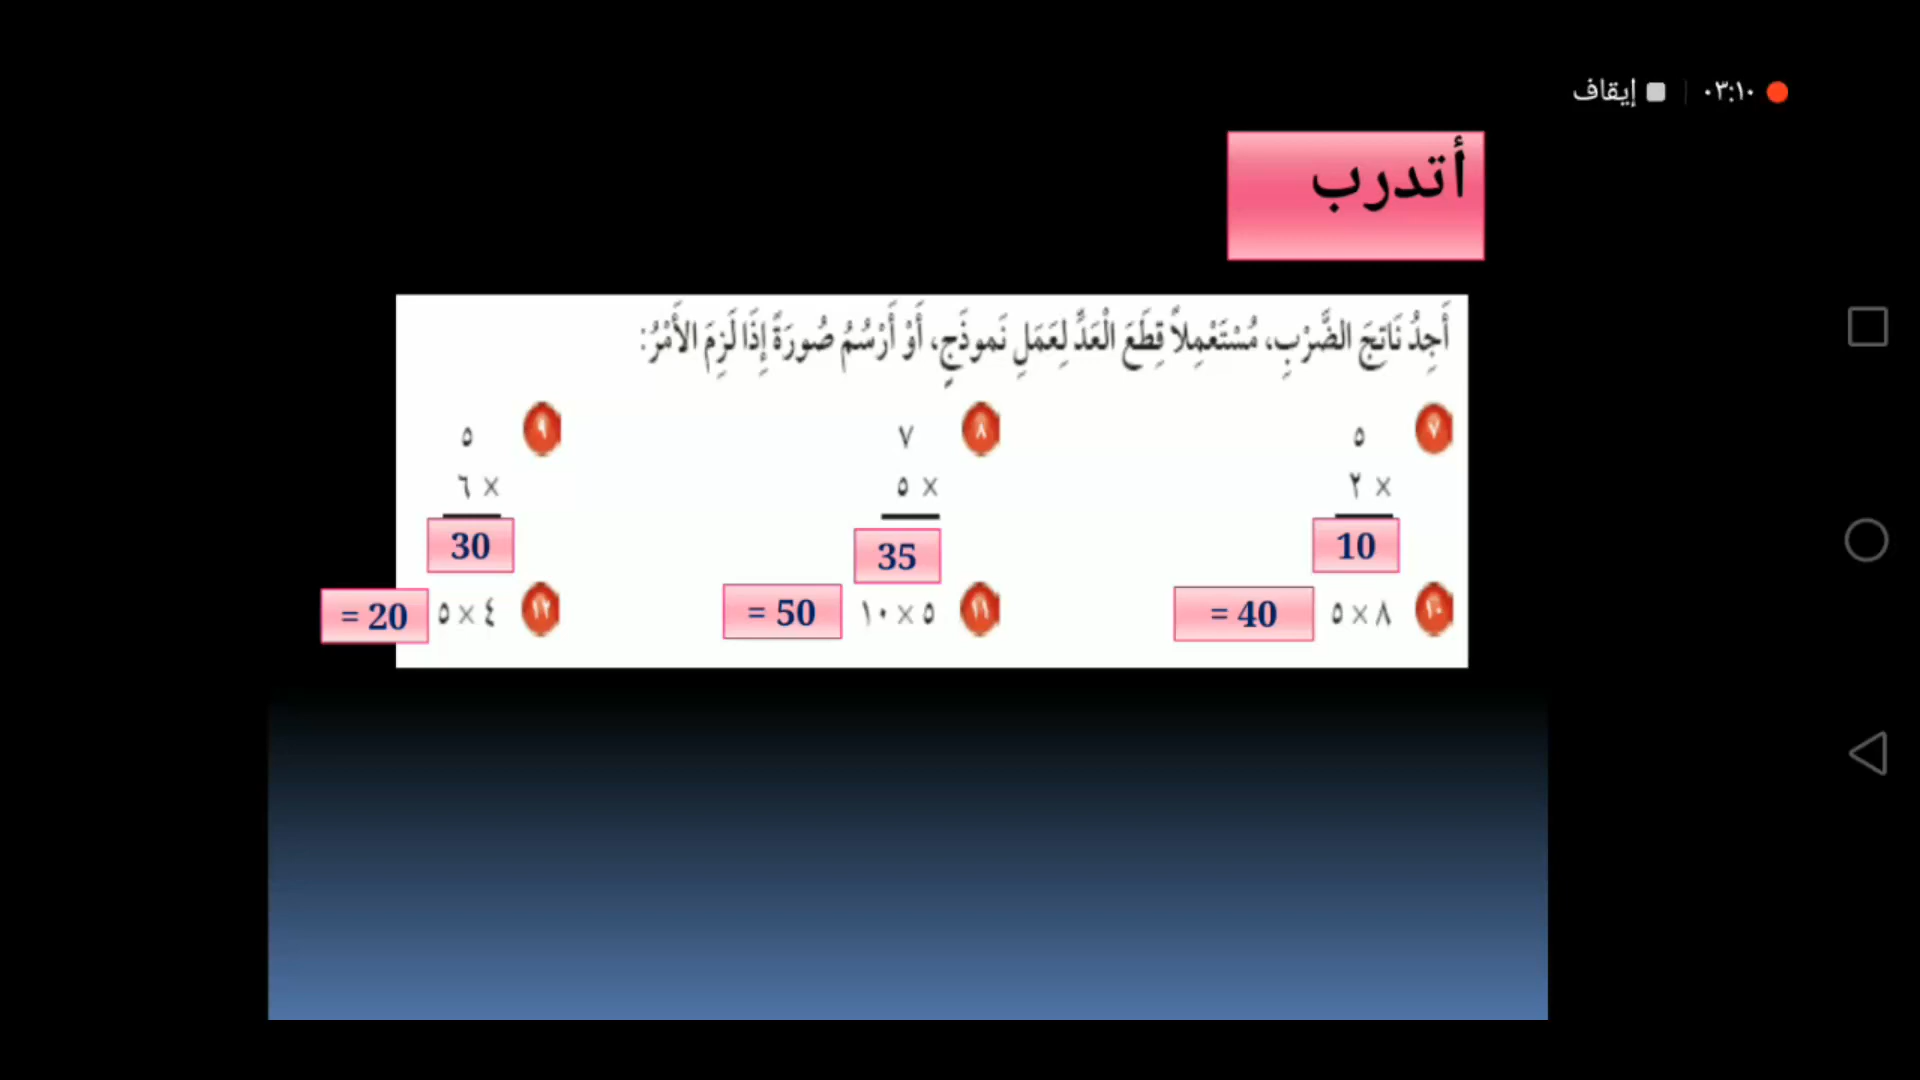 ٠٣:١٠ إيقاف
أتدرب
أَجِدُ نَاتِجَ الضَّرْبِ، مُسْتَعْمِلاً قِطَعَ الْعَدِّ لِعَمَلِ نَموذَجٍ، أَوْ أَرْسُمُ صُورَةً إِذَا لَزِمَ الأَمْرُ:
٧ ٨ ٩
٥ ٧ ٥
× ٢ × ٥ × ٦
10 35 30
١٠ ٨ × ٥ = 40
١١ ٥ × ١٠ = 50
١٢ ٤ × ٥ = 20